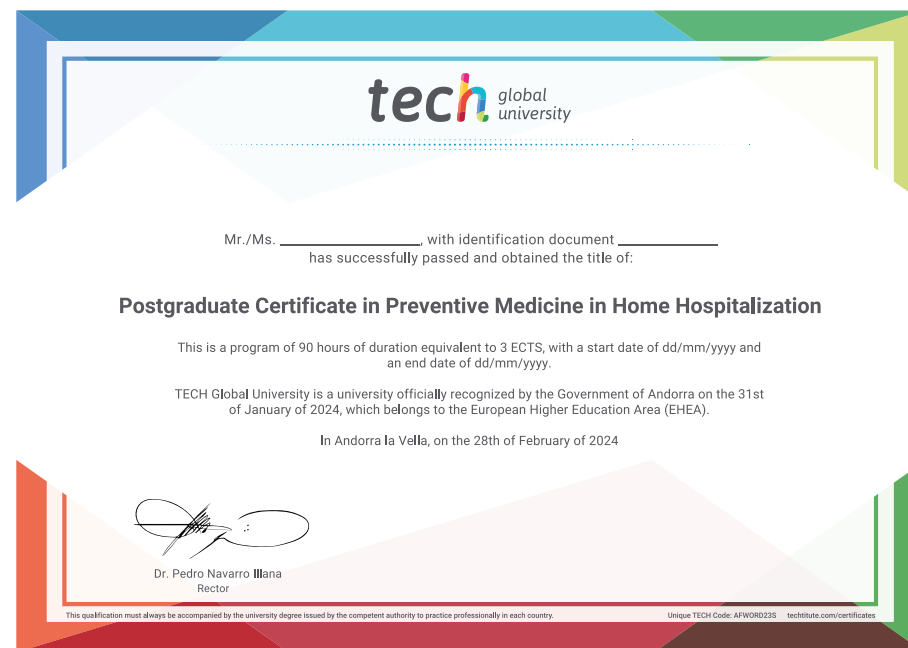 tech global
university
Mr./Ms. ____________, with identification document _________
has successfully passed and obtained the title of:
Postgraduate Certificate in Preventive Medicine in Home Hospitalization
This is a program of 90 hours of duration equivalent to 3 ECTS, with a start date of dd/mm/yyyy and
an end date of dd/mm/yyyy.
TECH Global University is a university officially recognized by the Government of Andorra on the 31st
of January of 2024, which belongs to the European Higher Education Area (EHEA).
In Andorra la Vella, on the 28th of February of 2024
Dr. Pedro Navarro Illana
Rector
This qualification must always be accompanied by the university degree issued by the competent authority to practice professionally in each country.
Unique TECH Code: AFWORD23S techtitute.com/certificates